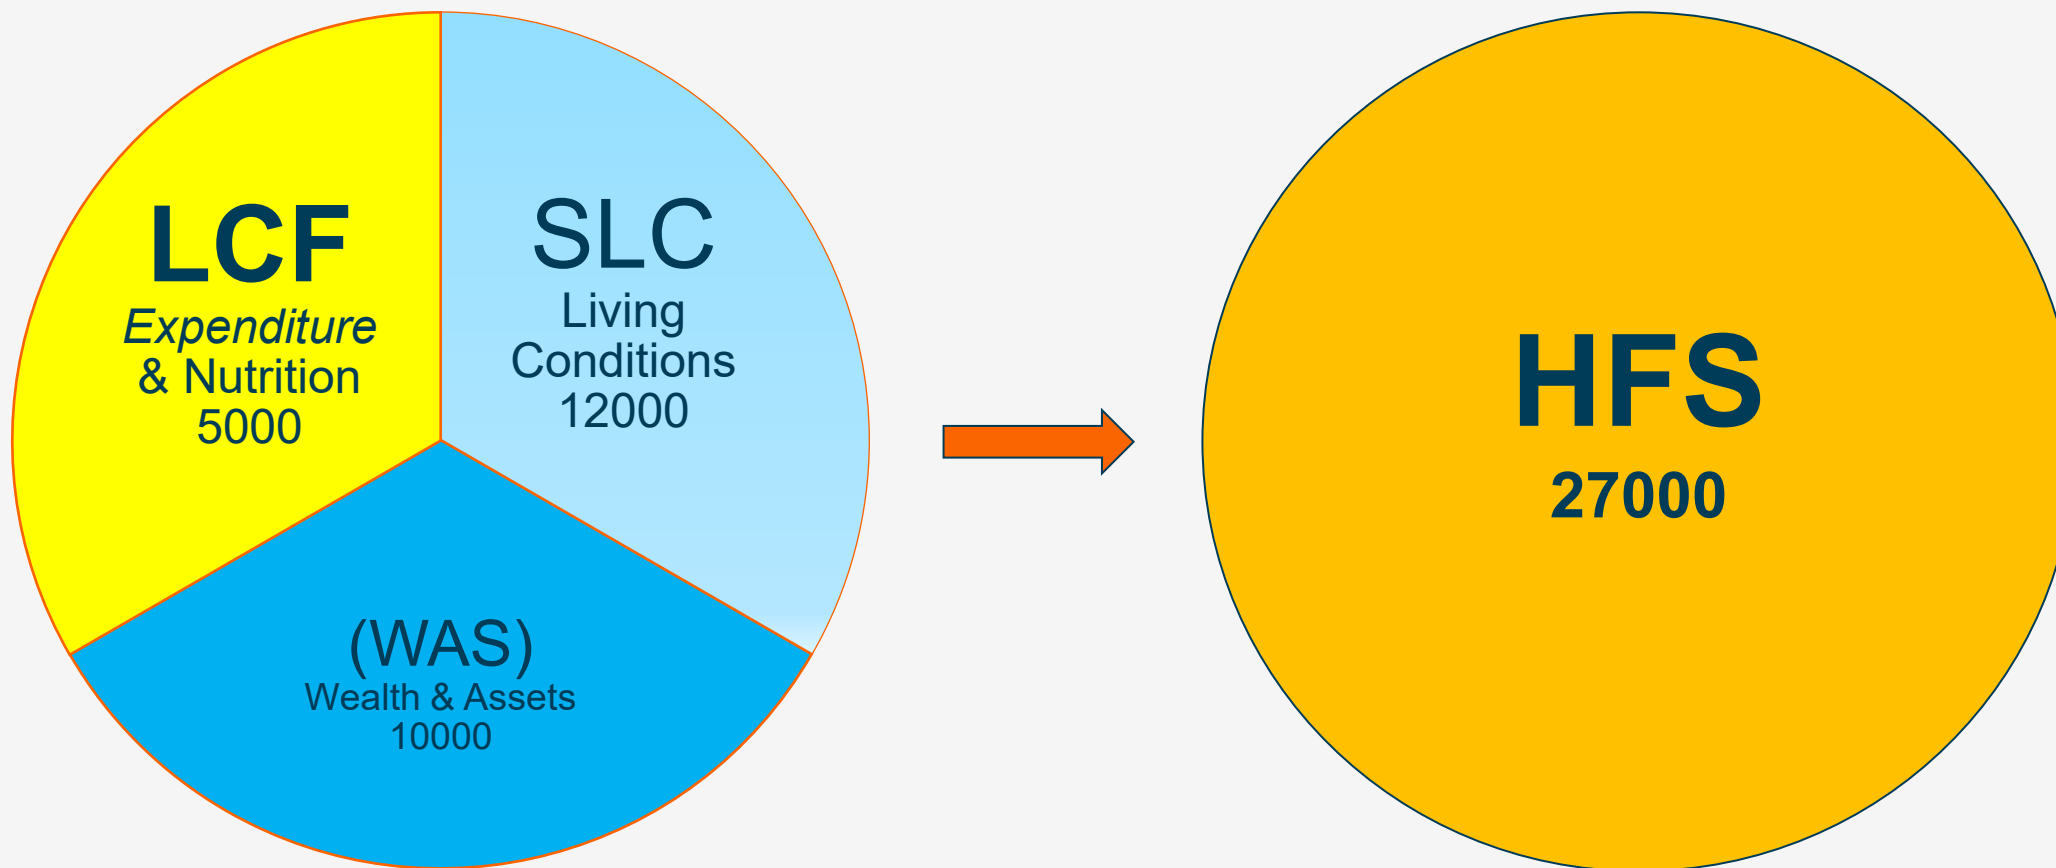 LCF
Expenditure
& Nutrition
5000
SLC
Living
Conditions
12000
(WAS)
Wealth & Assets
10000
HFS
27000